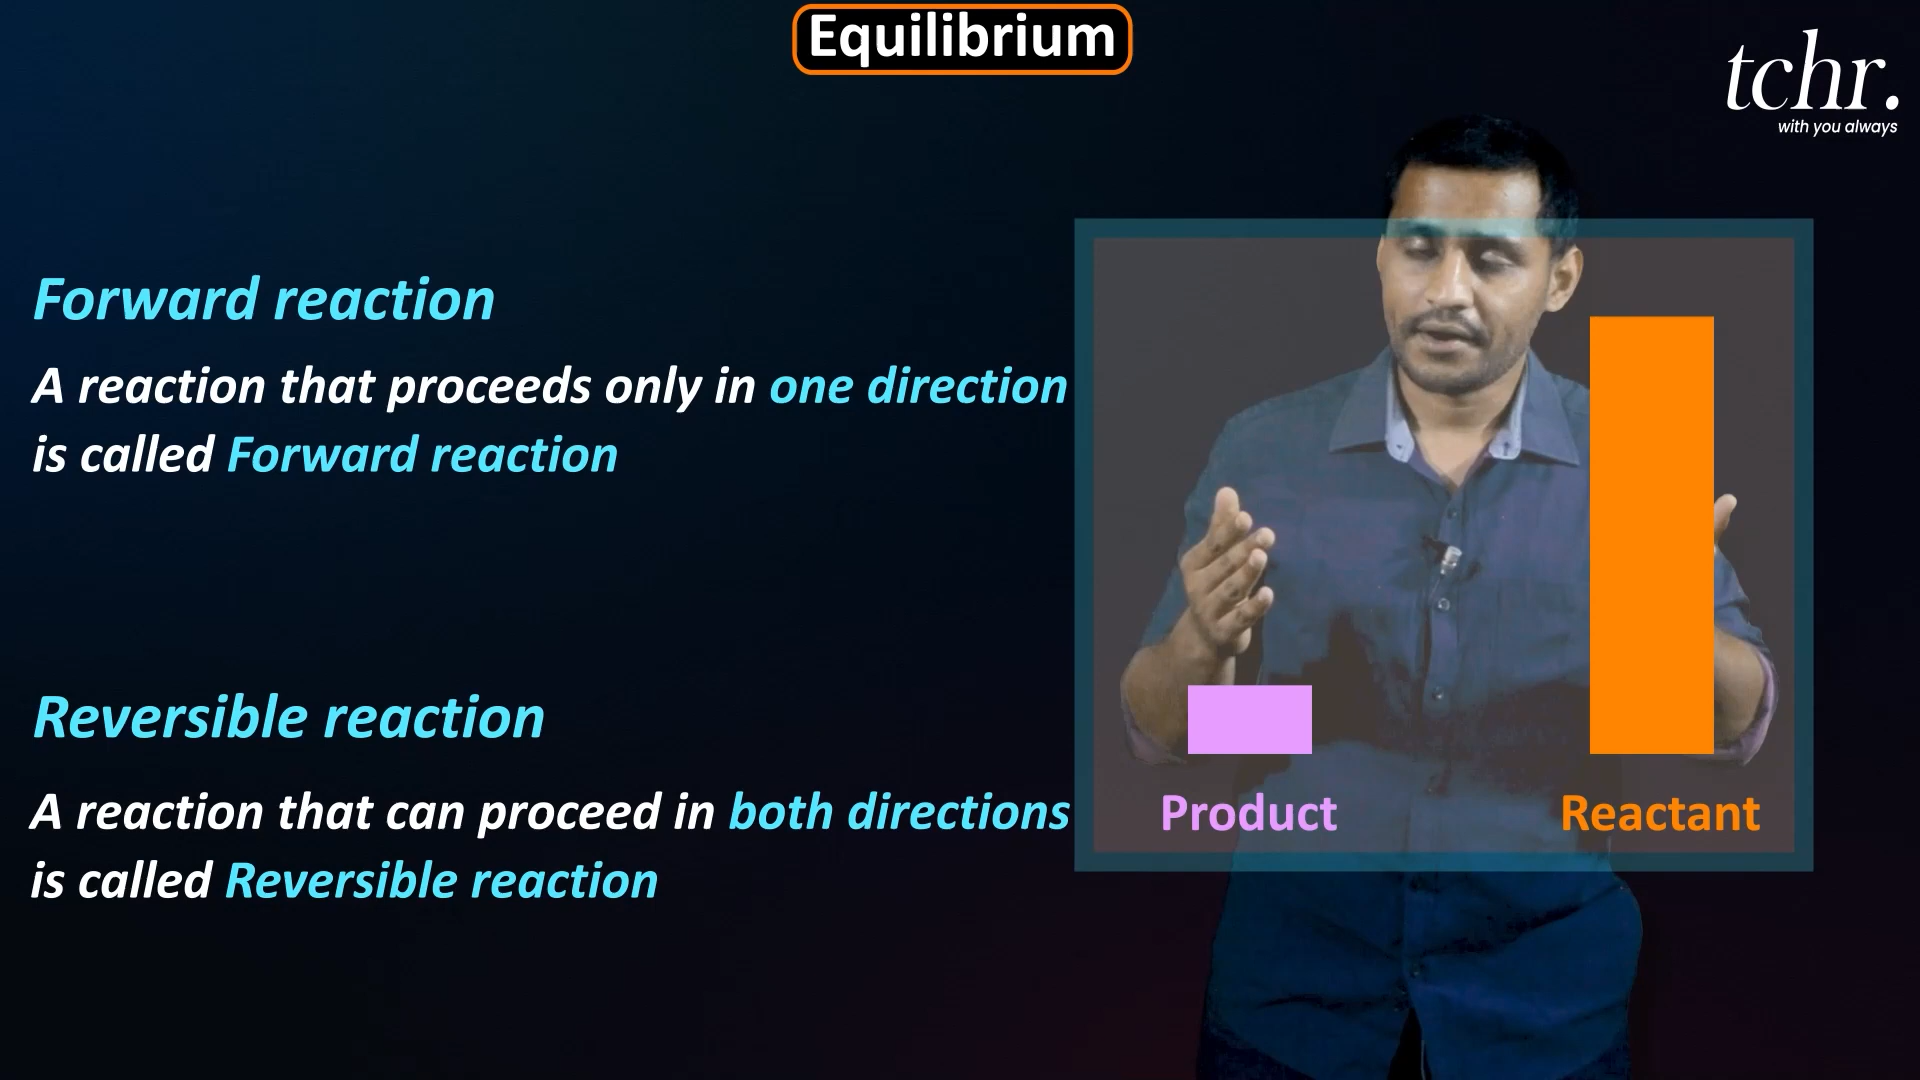 Equilibrium
tchr.
with you always
Forward reaction
A reaction that proceeds only in one direction
is called Forward reaction
Reversible reaction
A reaction that can proceed in both directions
is called Reversible reaction
Product
Reactant